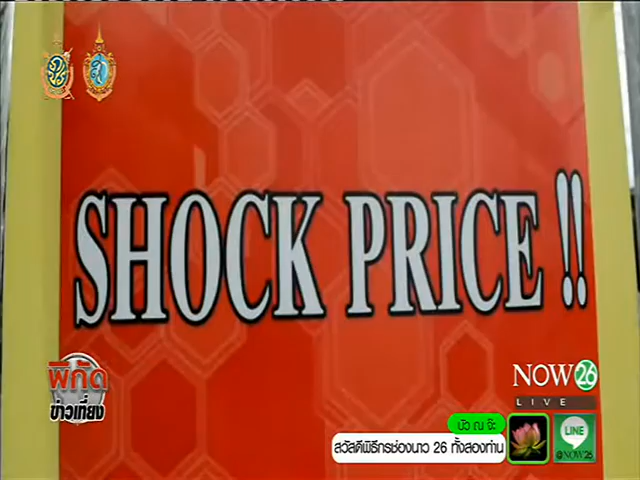 SHOCK PRICE!!
พิกัด
ข่าวเที่ยง
NOW26
LIVE
บัว ณ จ๊ะ
สวัสดีพิธีกรช่องนาว 26 ทั้งสองท่าน
LINE
@NOW26